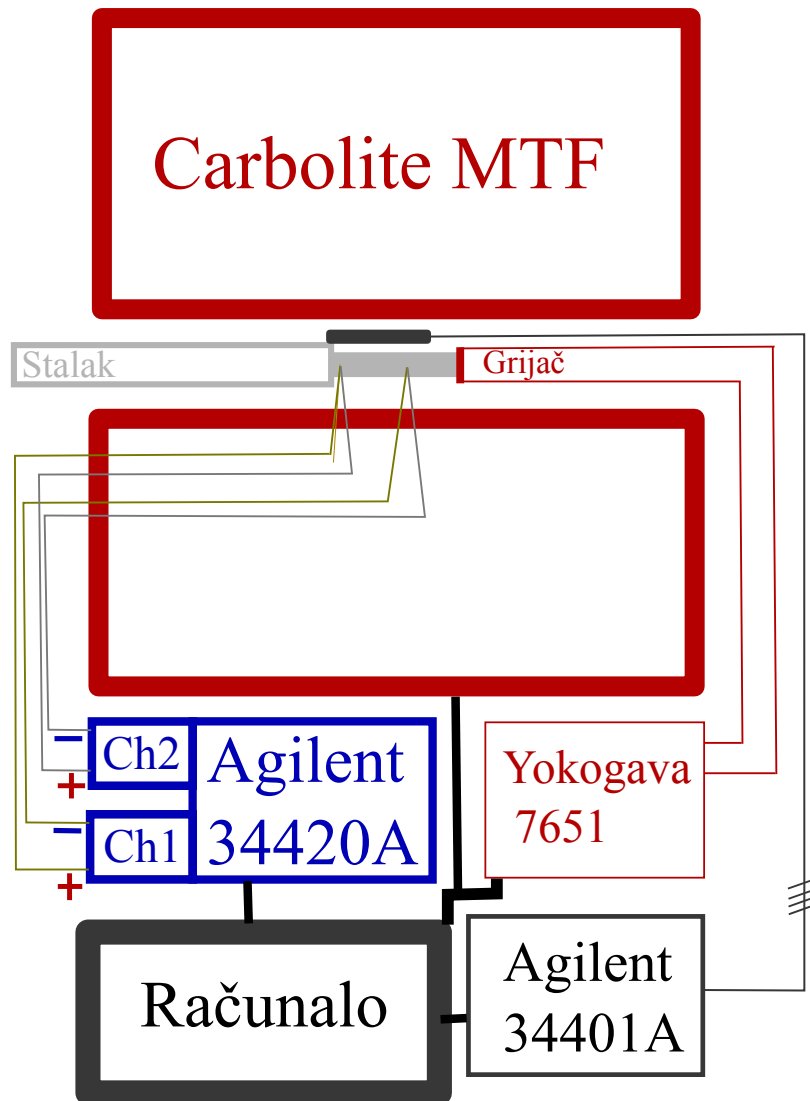 Carbolite MTF
Stalak
Grijač
−
Ch2
+
−
Ch1
+
Agilent
34420A
Yokogava
7651
Računalo
Agilent
34401A